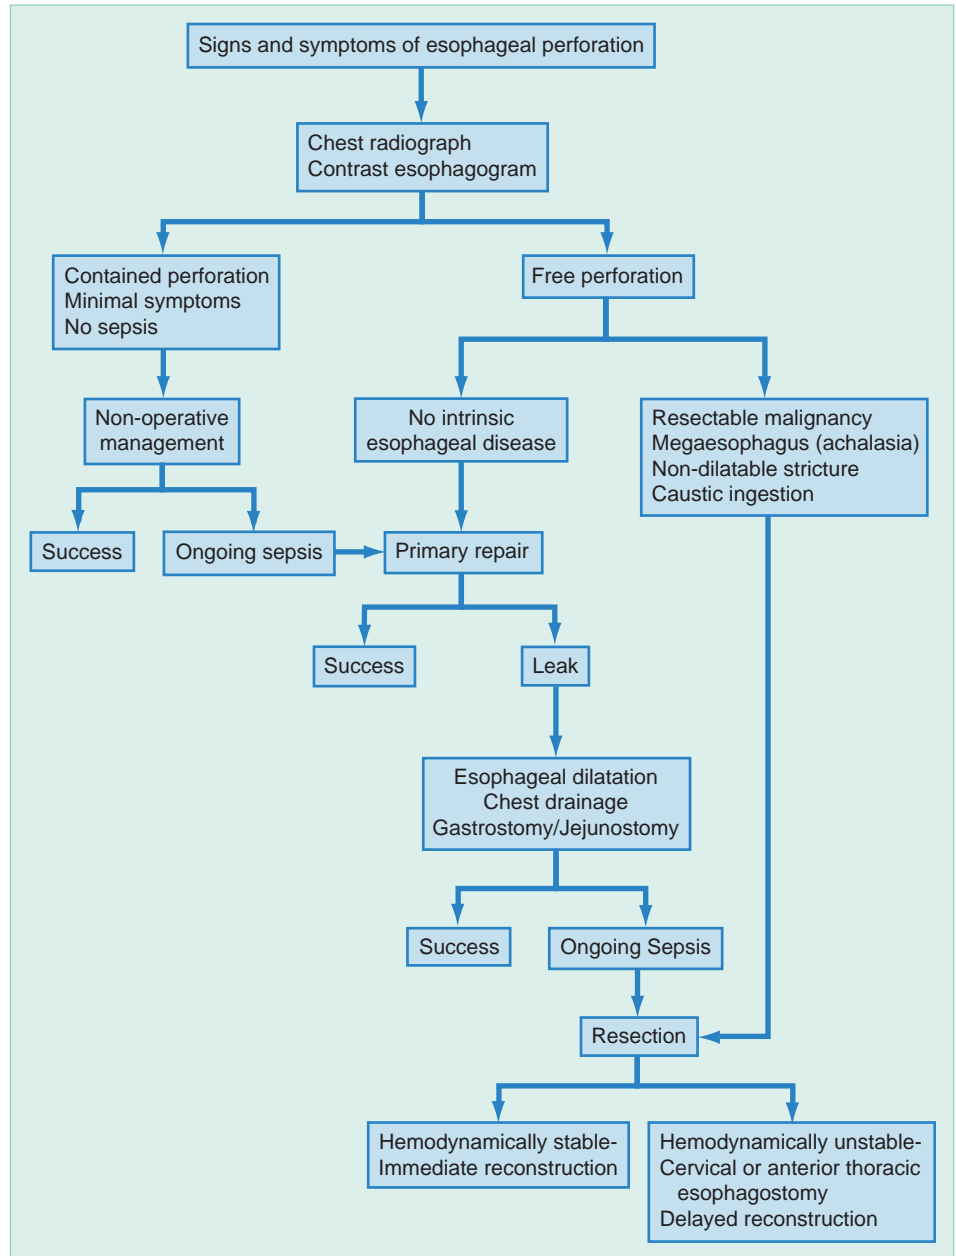 Signs and symptoms of esophageal perforation
Chest radiograph
Contrast esophagogram
Contained perforation
Minimal symptoms
No sepsis
Free perforation
Non-operative
management
No intrinsic
esophageal disease
Resectable malignancy
Megaesophagus (achalasia)
Non-dilatable stricture
Caustic ingestion
Success
Ongoing sepsis
Primary repair
Success
Leak
Esophageal dilatation
Chest drainage
Gastrostomy/Jejunostomy
Success
Ongoing Sepsis
Resection
Hemodynamically stable-
Immediate reconstruction
Hemodynamically unstable-
Cervical or anterior thoracic
esophagostomy
Delayed reconstruction